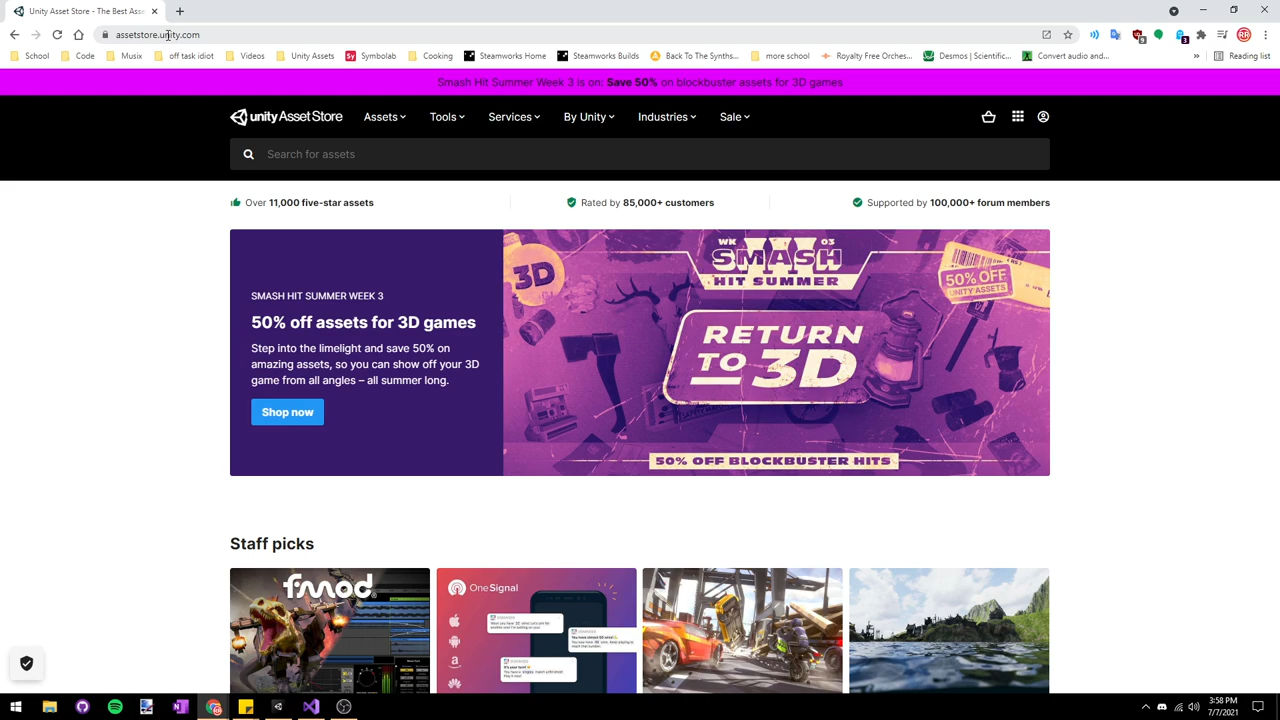 Unity Asset Store - The Best Asse
assetstore.unity.com
School
Code
Musix
off task idiot
Videos
Unity Assets
Sy Symbolab
Cooking
Steamworks Home
Steamworks Builds
Back To The Synths...
more school
Royalty Free Orches...
Desmos | Scientific...
Convert audio and...
»
Reading list
Smash Hit Summer Week 3 is on: Save 50% on blockbuster assets for 3D games
unity Asset Store
Assets
Tools
Services
By Unity
Industries
Sale
Search for assets
Over 11,000 five-star assets
Rated by 85,000+ customers
Supported by 100,000+ forum members
SMASH HIT SUMMER WEEK 3
50% off assets for 3D games
Step into the limelight and save 50% on
amazing assets, so you can show off your 3D
game from all angles – all summer long.
Shop now
3D
WK III 03
SMASH
HIT SUMMER
50% OFF
UNITY ASSETS
RETURN
TO 3D
50% OFF BLOCKBUSTER HITS
Staff picks
fmod
OneSignal
3:58 PM
7/7/2021